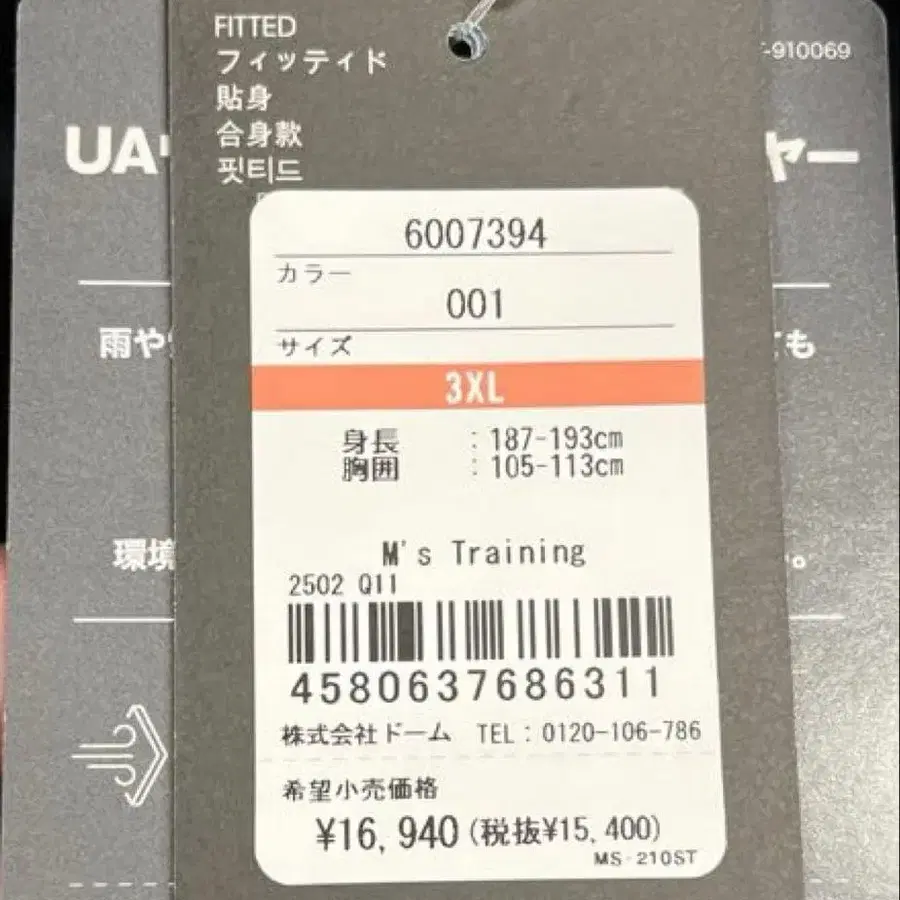 FITTED
フィッティド
貼身
合身款
핏티드
-910069
UA
ヤー
雨や
も
環境
。
6007394
カラー
001
サイズ
3XL
身長 : 187-193cm
胸囲 : 105-113cm
M's Training
2502 Q11
4580637686311
株式会社ドーム TEL : 0120-106-786
希望小売価格
¥16,940 (税抜¥15,400)
MS-210ST